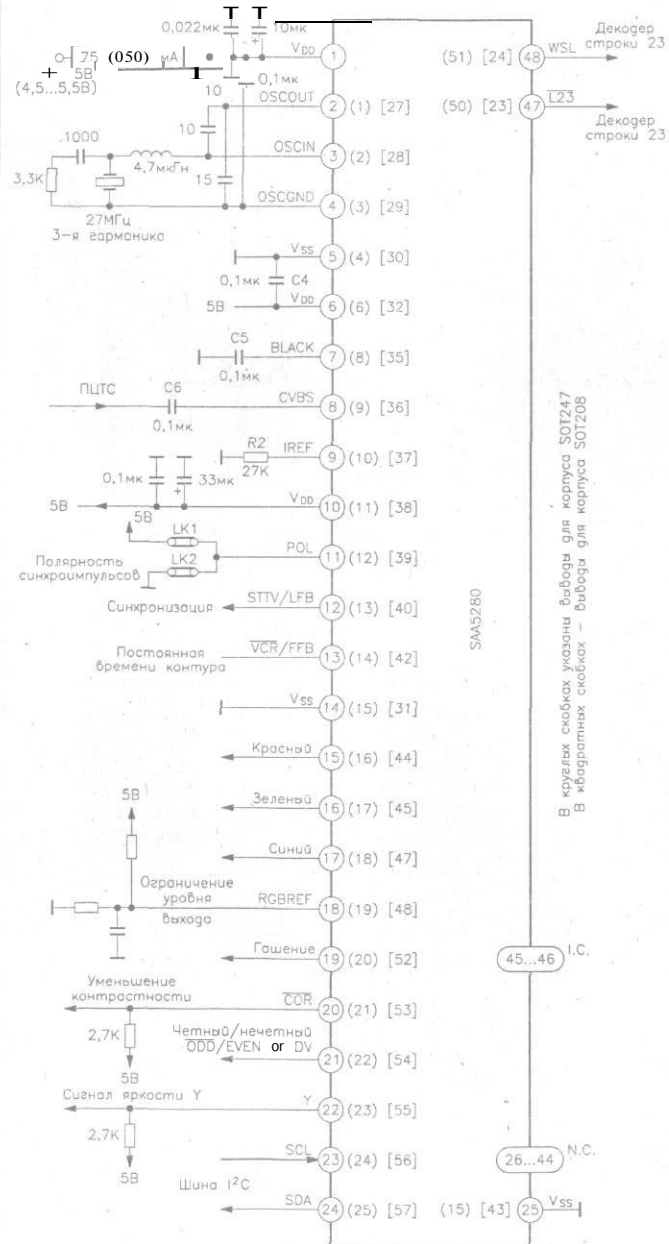 0,022мк
10мк
75 (050) мА
+ 5В
(4,5...5,5В)
VDD
1
0,1мк
10
OSCOUT
2 (1) [27]
10
.1000
OSCIN
3 (2) [28]
4,7мкГн
3,3К
15
OSCGND
4 (3) [29]
27МГц
3-я гармоника
VSS
5 (4) [30]
0,1мк C4
5В
VDD
6 (6) [32]
C5
BLACK
7 (8) [35]
0,1мк
ПЦТС
C6
CVBS
8 (9) [36]
0,1мк
R2
IREF
9 (10) [37]
27К
0,1мк
33мк
+
5В
VDD
10 (11) [38]
5В
LK1
POL
11 (12) [39]
LK2
Полярность
синхроимпульсов
Синхронизация
STTV/LFB
12 (13) [40]
Постоянная
времени контура
VCR/FFB
13 (14) [42]
VSS
14 (15) [31]
Красный
15 (16) [44]
Зеленый
16 (17) [45]
5В
Синий
17 (18) [47]
Ограничение
уровня
выхода
RGBREF
18 (19) [48]
Гашение
19 (20) [52]
Уменьшение
контрастности
COR
20 (21) [53]
2,7К
5В
Четный/нечетный
ODD/EVEN or DV
21 (22) [54]
Сигнал яркости Y
Y
22 (23) [55]
2,7К
5В
SCL
23 (24) [56]
Шина I²C
SDA
24 (25) [57]
(51) [24] 48
WSL
Декодер
строки 23
(50) [23] 47
L23
Декодер
строки 23
SAA5280
В круглых скобках указаны выводы для корпуса SOT247
В квадратных скобках – выводы для корпуса SOT208
45...46
I.C.
26...44
N.C.
(15) [43] 25
VSS